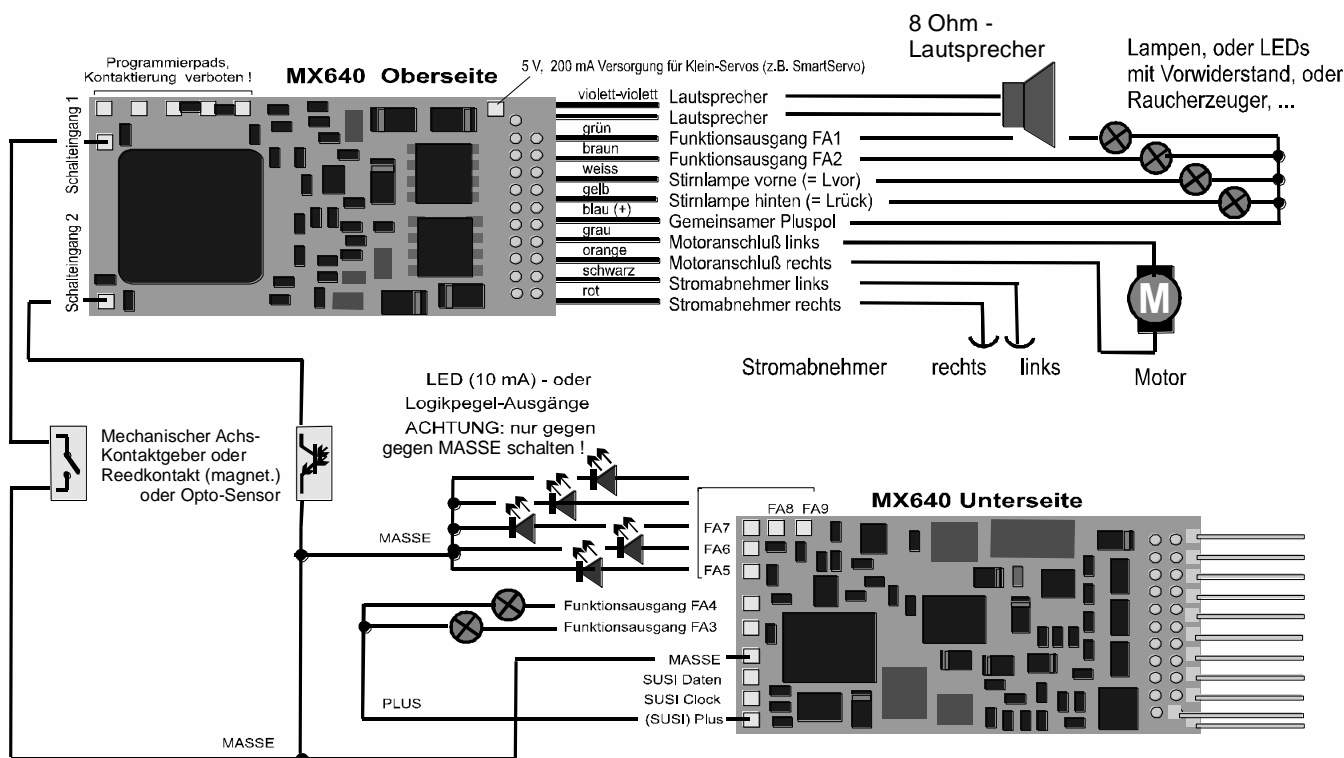 Programmierpads,
Kontaktierung verboten !
MX640 Oberseite
5 V, 200 mA Versorgung für Klein-Servos (z.B. SmartServo)
8 Ohm -
Lautsprecher
Lampen, oder LEDs
mit Vorwiderstand, oder
Raucherzeuger, ...
Schalteingang 1
Schalteingang 2
violett-violett Lautsprecher
Lautsprecher
grün Funktionsausgang FA1
braun Funktionsausgang FA2
weiss Stirnlampe vorne (= Lvor)
gelb Stirnlampe hinten (= Lrück)
blau (+) Gemeinsamer Pluspol
grau Motoranschluß links
orange Motoranschluß rechts
schwarz Stromabnehmer links
rot Stromabnehmer rechts
M
Stromabnehmer rechts links
Motor
LED (10 mA) - oder
Logikpegel-Ausgänge
ACHTUNG: nur gegen
gegen MASSE schalten !
Mechanischer Achs-
Kontaktgeber oder
Reedkontakt (magnet.)
oder Opto-Sensor
MASSE
MX640 Unterseite
FA8 FA9
FA7
FA6
FA5
Funktionsausgang FA4
Funktionsausgang FA3
MASSE
SUSI Daten
SUSI Clock
(SUSI) Plus
PLUS
MASSE